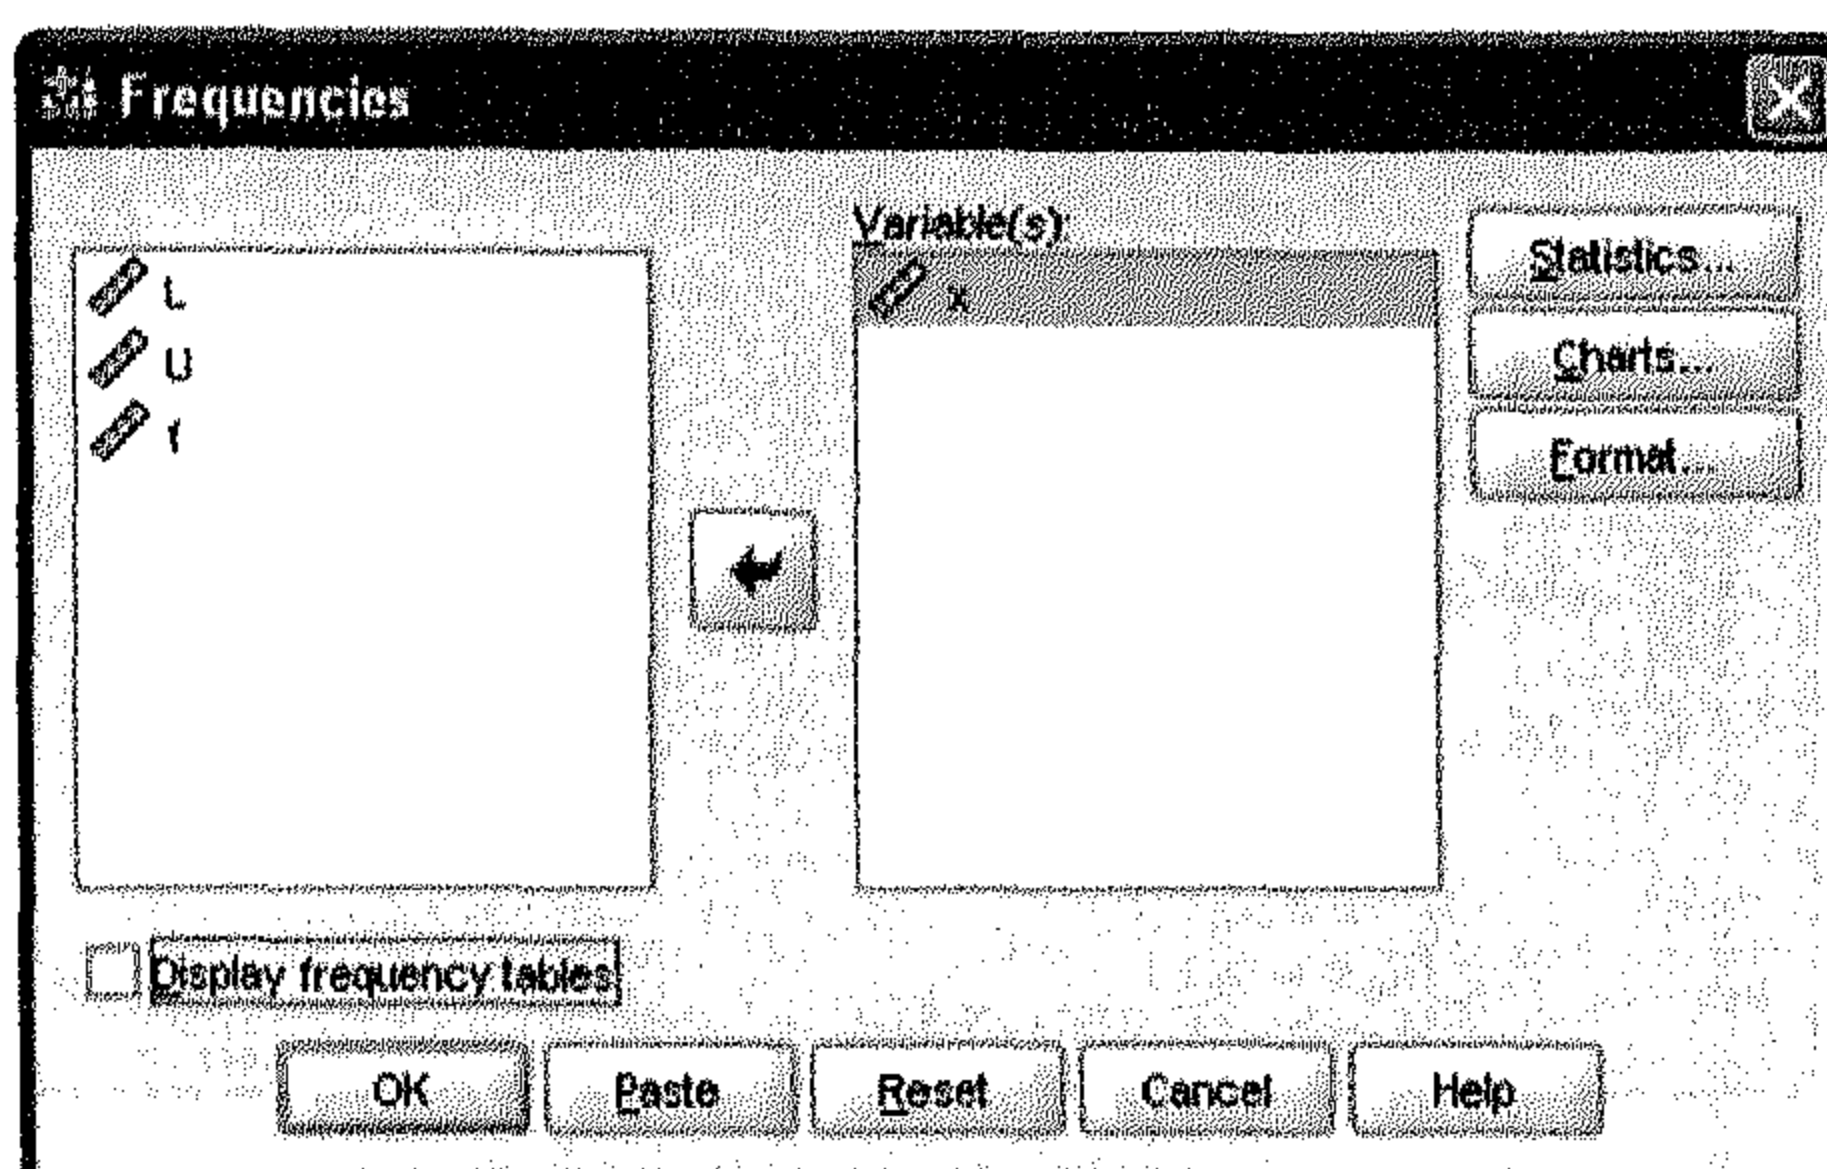 Frequencies
Variable(s):
L
U
f
x
Statistics...
Charts...
Format...
Display frequency tables
OK
Paste
Reset
Cancel
Help